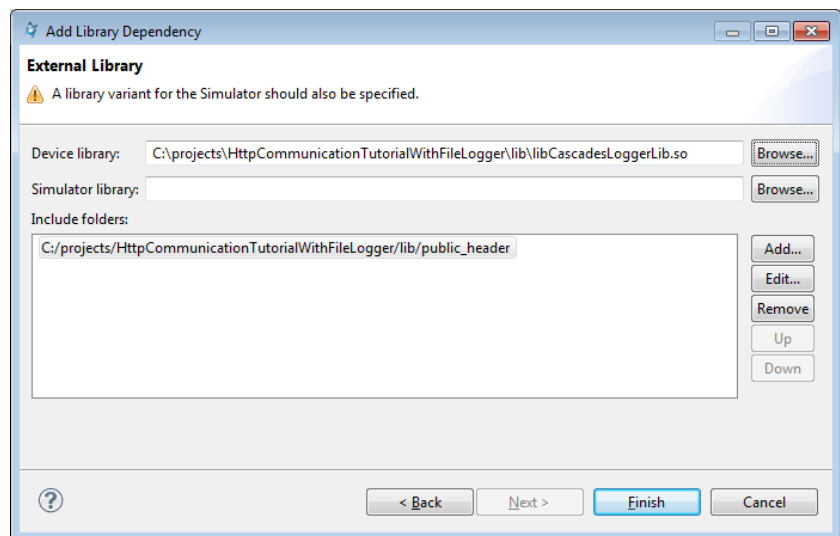 Add Library Dependency
External Library
A library variant for the Simulator should also be specified.
Device library: C:\projects\HttpCommunicationTutorialWithFileLogger\lib\libCascadesLoggerLib.so Browse...
Simulator library: Browse...
Include folders:
C:/projects/HttpCommunicationTutorialWithFileLogger/lib/public_header
Add...
Edit...
Remove
Up
Down
? < Back Next > Finish Cancel